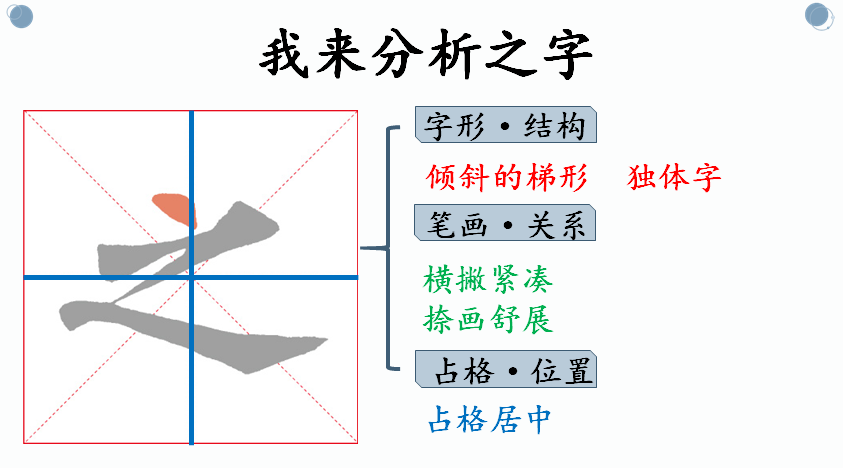 我来分析之字
之
字形·结构
倾斜的梯形 独体字
笔画·关系
横撇紧凑
捺画舒展
占格·位置
占格居中